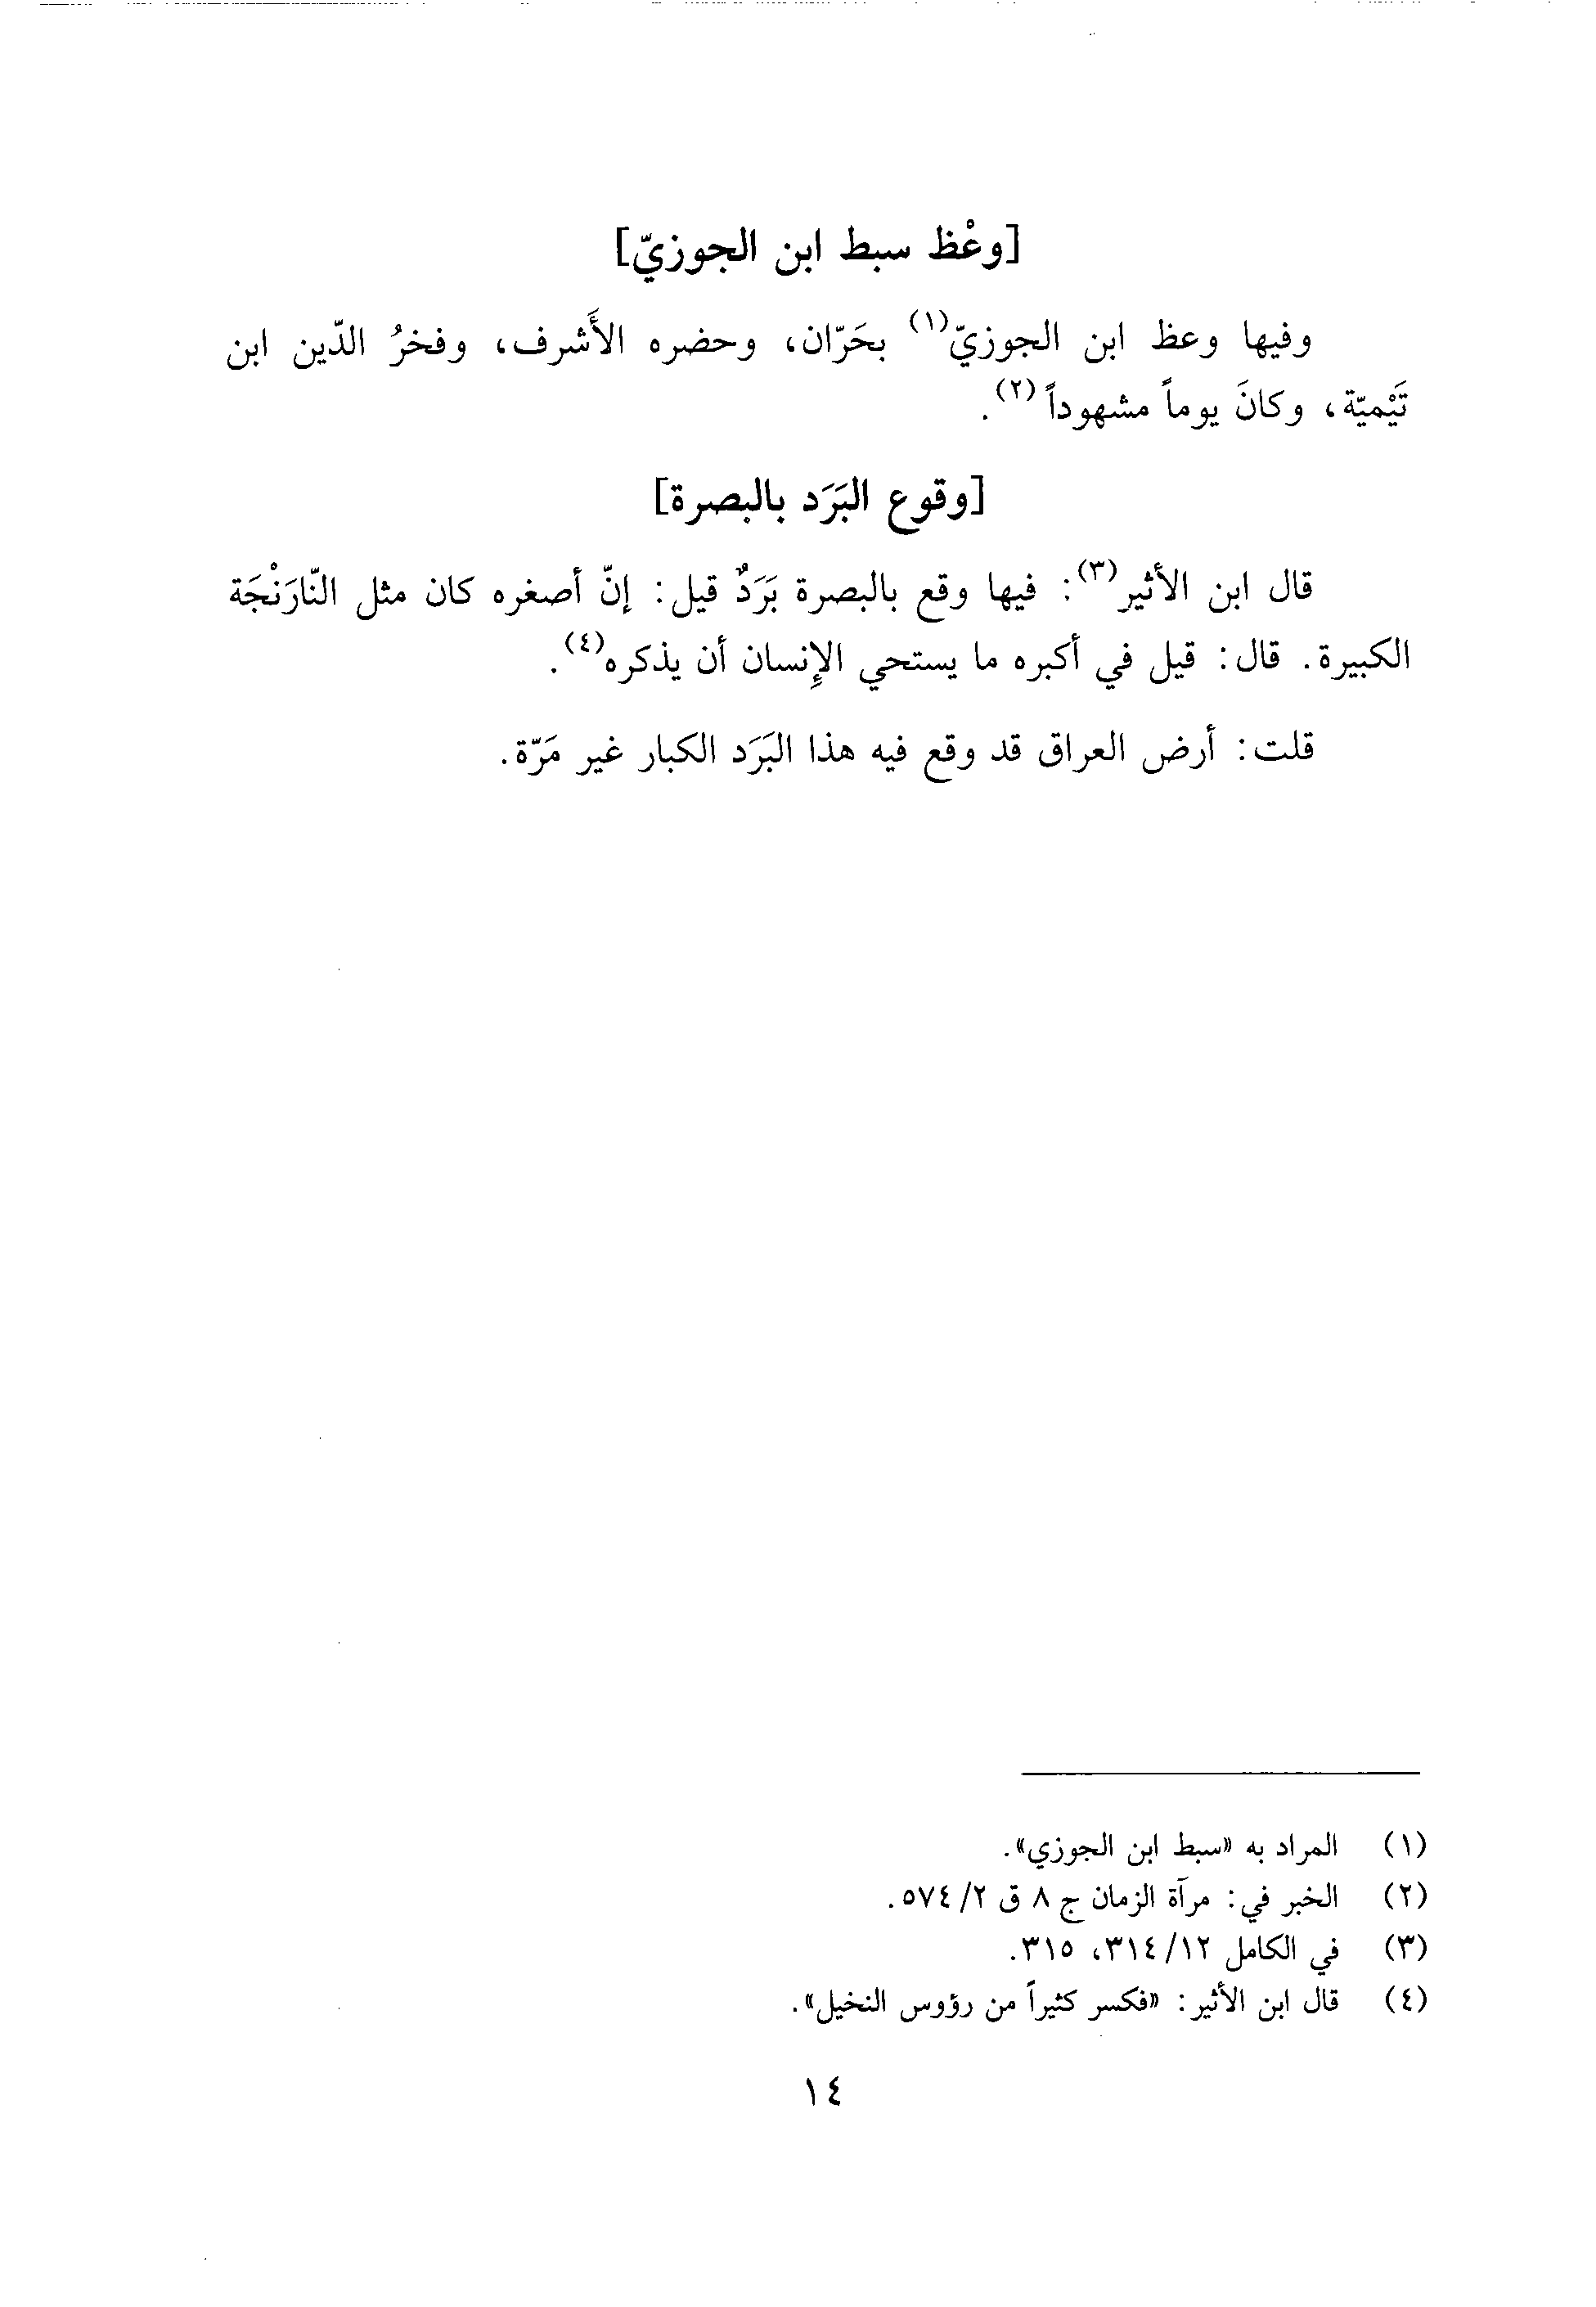 [وعْظ سبط ابن الجوزيّ]
وفيها وعظ ابن الجوزيّ(١) بحَرّان، وحضره الأَشرف، وفخرُ الدّين ابن
تَيْميّة، وكانَ يوماً مشهوداً(٢).
[وقوع البَرَد بالبصرة]
قال ابن الأثير(٣): فيها وقع بالبصرة بَرَدٌ قيل: إنّ أصغره كان مثل النّارَنْجَة
الكبيرة. قال: قيل في أكبره ما يستحي الإِنسان أن يذكره(٤).
قلت: أرض العراق قد وقع فيه هذا البَرَد الكبار غير مَرّة.
(١) المراد به «سبط ابن الجوزي».
(٢) الخبر في: مرآة الزمان ج ٨ ق ٢/ ٥٧٤.
(٣) في الكامل ١٢/ ٣١٤، ٣١٥.
(٤) قال ابن الأثير: «فكسر كثيراً من رؤوس النخيل».
١٤